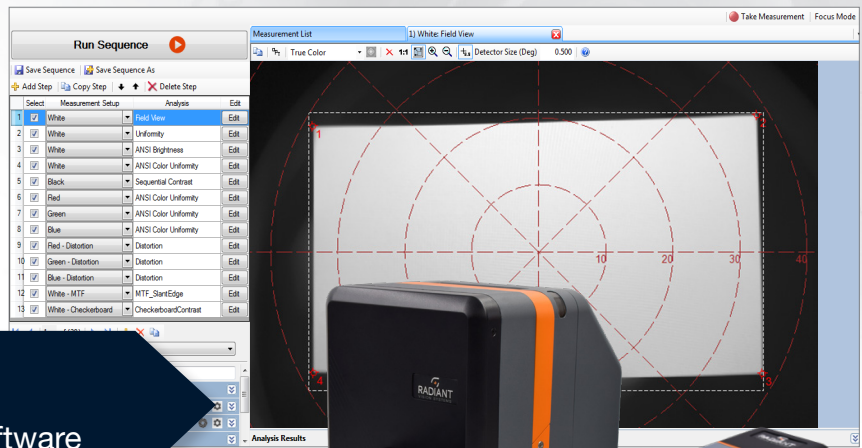 Take Measurement Focus Mode
Run Sequence
Measurement List 1) White: Field View
True Color 1:1 Detector Size (Deg) 0.500
Save Sequence Save Sequence As
Add Step Copy Step Delete Step
Select Measurement Setup Analysis Edit
1 White Field View Edit
2 White Uniformity Edit
3 White ANSI Brightness Edit
4 White ANSI Color Uniformity Edit
5 Black Sequential Contrast Edit
6 Red ANSI Color Uniformity Edit
7 Green ANSI Color Uniformity Edit
8 Blue ANSI Color Uniformity Edit
9 Red - Distortion Distortion Edit
10 Green - Distortion Distortion Edit
11 Blue - Distortion Distortion Edit
12 White - MTF MTF_SlantEdge Edit
13 White - Checkerboard CheckerboardContrast Edit
1 2
10 20 30 40
4 3
RADIANT
ftware
Analysis Results